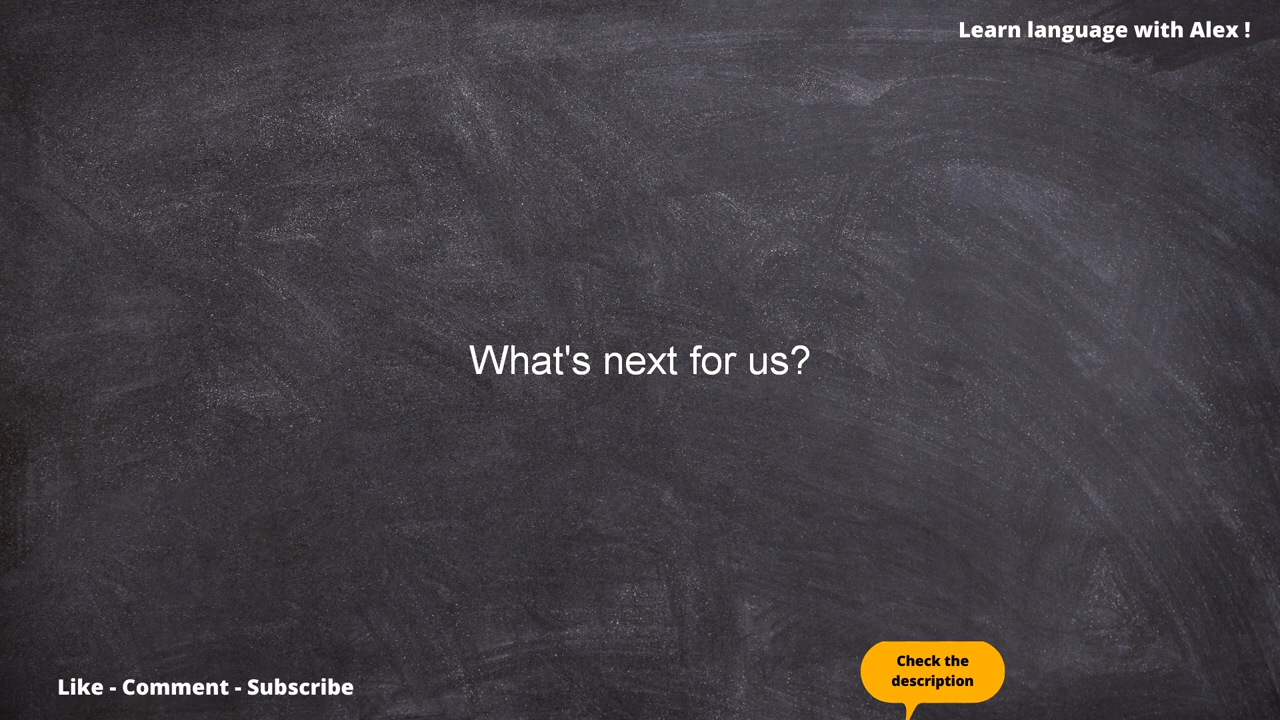 Learn language with Alex !
What's next for us?
Check the
description
Like - Comment - Subscribe